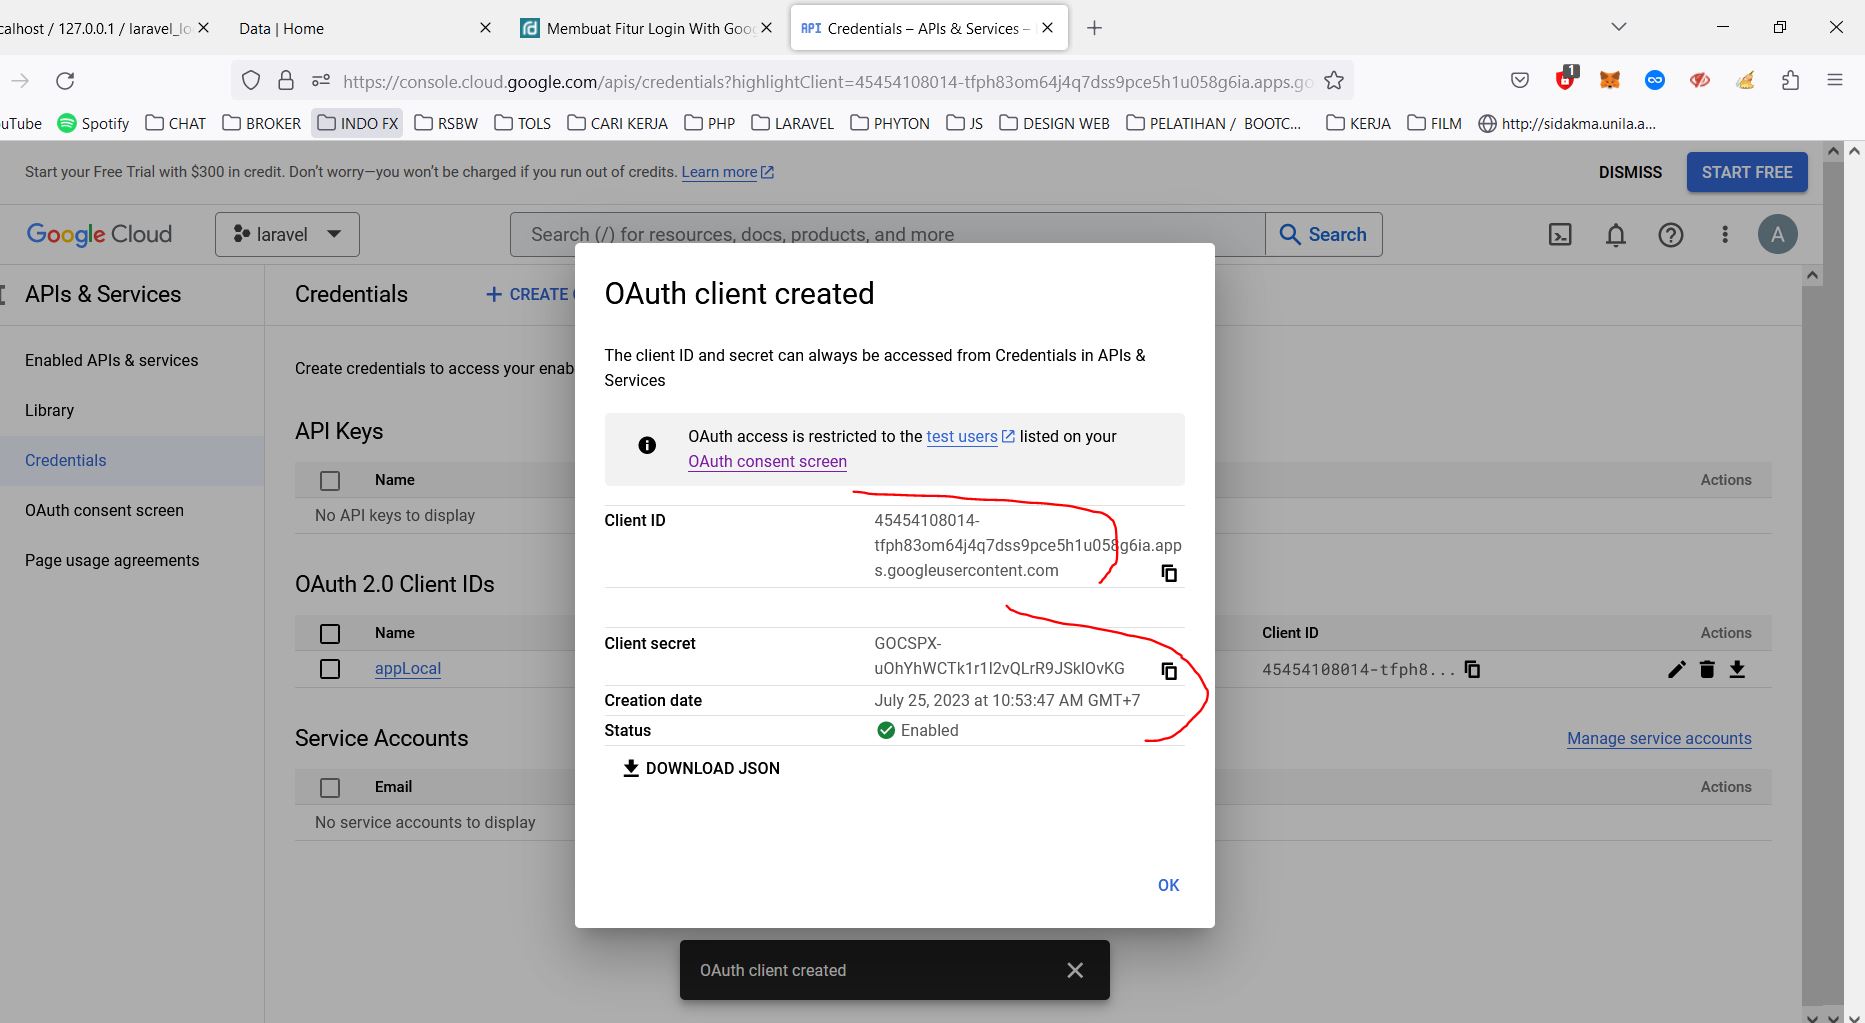 calhost / 127.0.0.1 / laravel_lo
Data | Home
Membuat Fitur Login With Goo
API Credentials – APIs & Services –
https://console.cloud.google.com/apis/credentials?highlightClient=45454108014-tfph83om64j4q7dss9pce5h1u058g6ia.apps.go
1
uTube
Spotify
CHAT
BROKER
INDO FX
RSBW
TOLS
CARI KERJA
PHP
LARAVEL
PHYTON
JS
DESIGN WEB
PELATIHAN / BOOTC...
KERJA
FILM
http://sidakma.unila.a...
Start your Free Trial with $300 in credit. Don’t worry—you won’t be charged if you run out of credits. Learn more
DISMISS
START FREE
Google Cloud
laravel
Search (/) for resources, docs, products, and more
Search
A
APIs & Services
Enabled APIs & services
Library
Credentials
OAuth consent screen
Page usage agreements
Credentials
+ CREATE
Create credentials to access your enab
API Keys
Name
Actions
No API keys to display
OAuth 2.0 Client IDs
Name
Client ID
Actions
appLocal
45454108014-tfph8...
Service Accounts
Manage service accounts
Email
Actions
No service accounts to display
OAuth client created
The client ID and secret can always be accessed from Credentials in APIs &
Services
OAuth access is restricted to the test users listed on your
OAuth consent screen
Client ID
45454108014-
tfph83om64j4q7dss9pce5h1u058g6ia.app
s.googleusercontent.com
Client secret
GOCSPX-
Creation date
July 25, 2023 at 10:53:47 AM GMT+7
Status
Enabled
DOWNLOAD JSON
OK
OAuth client created